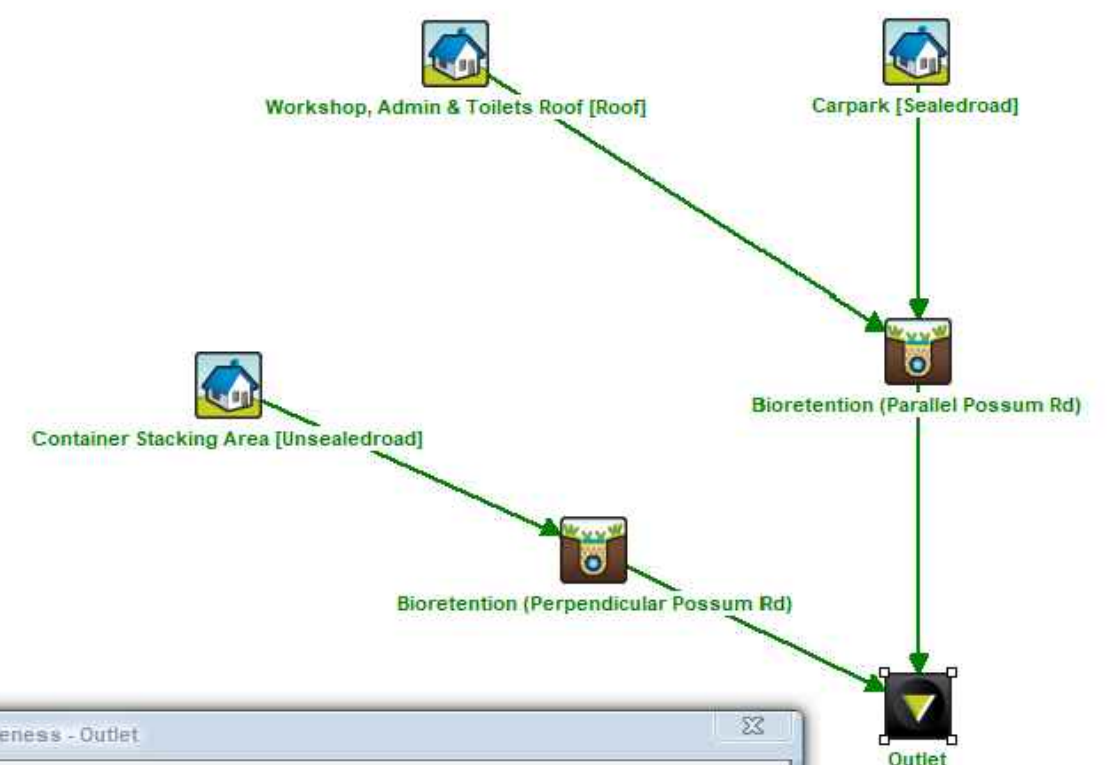 Workshop, Admin & Toilets Roof [Roof]
Carpark [Sealedroad]
Bioretention (Parallel Possum Rd)
Container Stacking Area [Unsealedroad]
Bioretention (Perpendicular Possum Rd)
eness - Outlet
Outlet